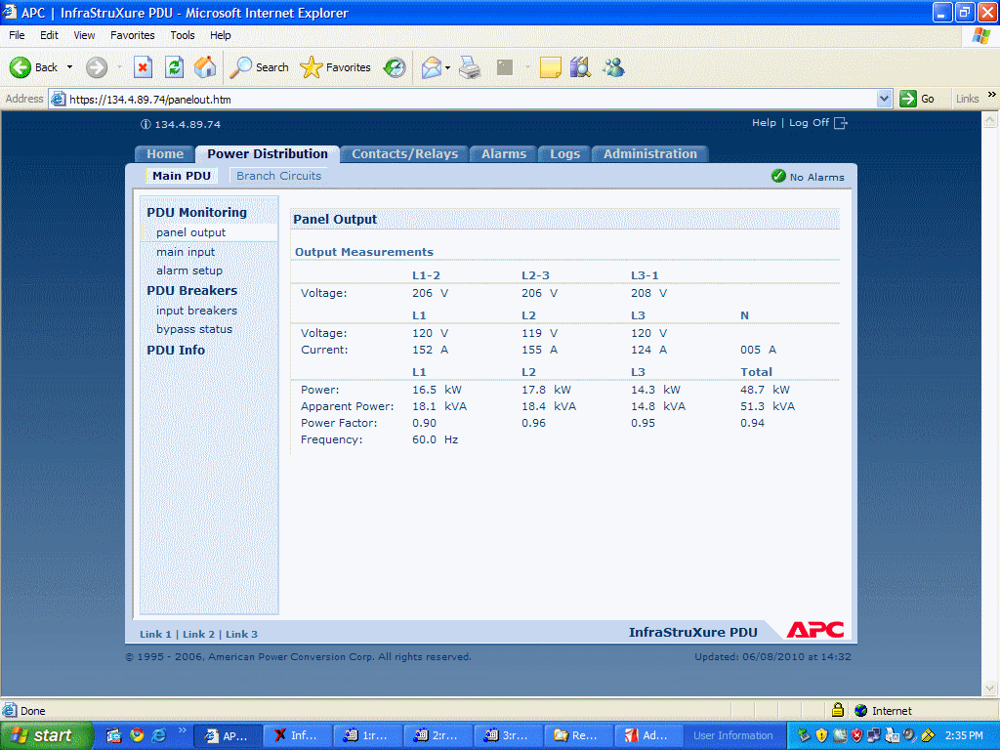 APC | InfraStruXure PDU - Microsoft Internet Explorer
File Edit View Favorites Tools Help
Back Search Favorites
Address https://134.4.89.74/panelout.htm Go Links »
134.4.89.74 Help | Log Off
Home Power Distribution Contacts/Relays Alarms Logs Administration
Main PDU Branch Circuits No Alarms
PDU Monitoring
panel output
main input
alarm setup
PDU Breakers
input breakers
bypass status
PDU Info
Panel Output
Output Measurements
L1-2 L2-3 L3-1
Voltage: 206 V 206 V 208 V
L1 L2 L3 N
Voltage: 120 V 119 V 120 V
Current: 152 A 155 A 124 A 005 A
L1 L2 L3 Total
Power: 16.5 kW 17.8 kW 14.3 kW 48.7 kW
Apparent Power: 18.1 kVA 18.4 kVA 14.8 kVA 51.3 kVA
Power Factor: 0.90 0.96 0.95 0.94
Frequency: 60.0 Hz
Link 1 | Link 2 | Link 3 InfraStruXure PDU APC
© 1995 - 2006, American Power Conversion Corp. All rights reserved. Updated: 06/08/2010 at 14:32
Done Internet
start » AP... Inf... 1:r... 2:r... 3:r... Re... Ad... User Information 2:35 PM